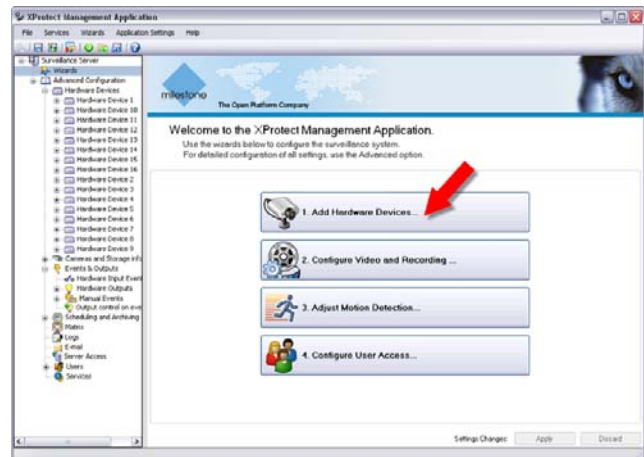 XProtect Management Application
File Services Wizards Application Settings Help
Surveillance Server
Wizards
Advanced Configuration
Hardware Devices
Hardware Device 1
Hardware Device 10
Hardware Device 11
Hardware Device 12
Hardware Device 13
Hardware Device 14
Hardware Device 15
Hardware Device 16
Hardware Device 2
Hardware Device 3
Hardware Device 4
Hardware Device 5
Hardware Device 6
Hardware Device 7
Hardware Device 8
Hardware Device 9
Cameras and Storage Info
Events & Outputs
Hardware Input Event
Hardware Outputs
Manual Events
Output control on eve
Scheduling and Archiving
Matrix
Logs
E-mail
Server Access
Users
Services
milestone
The Open Platform Company
Welcome to the XProtect Management Application.
Use the wizards below to configure the surveillance system.
For detailed configuration of all settings, use the Advanced option.
1. Add Hardware Devices...
2. Configure Video and Recording ...
3. Adjust Motion Detection...
4. Configure User Access...
Settings Changes: Apply Discard